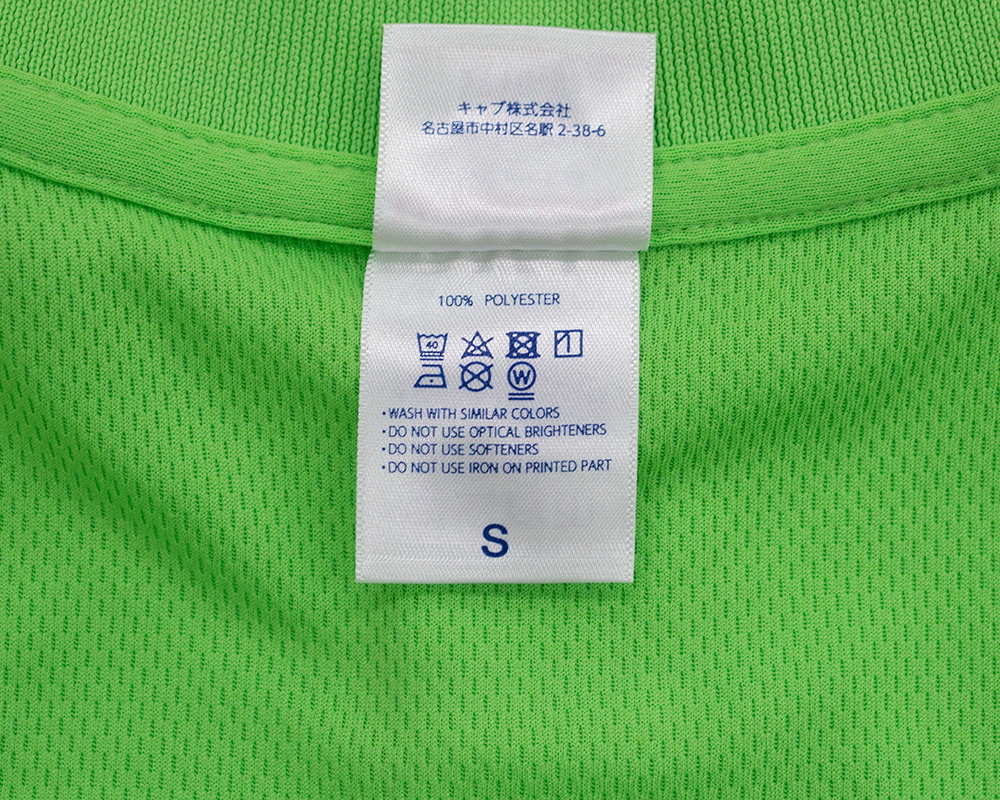 キャブ株式会社
名古屋市中村区名駅 2-38-6
100% POLYESTER
40
W
•WASH WITH SIMILAR COLORS
•DO NOT USE OPTICAL BRIGHTENERS
•DO NOT USE SOFTENERS
•DO NOT USE IRON ON PRINTED PART
S